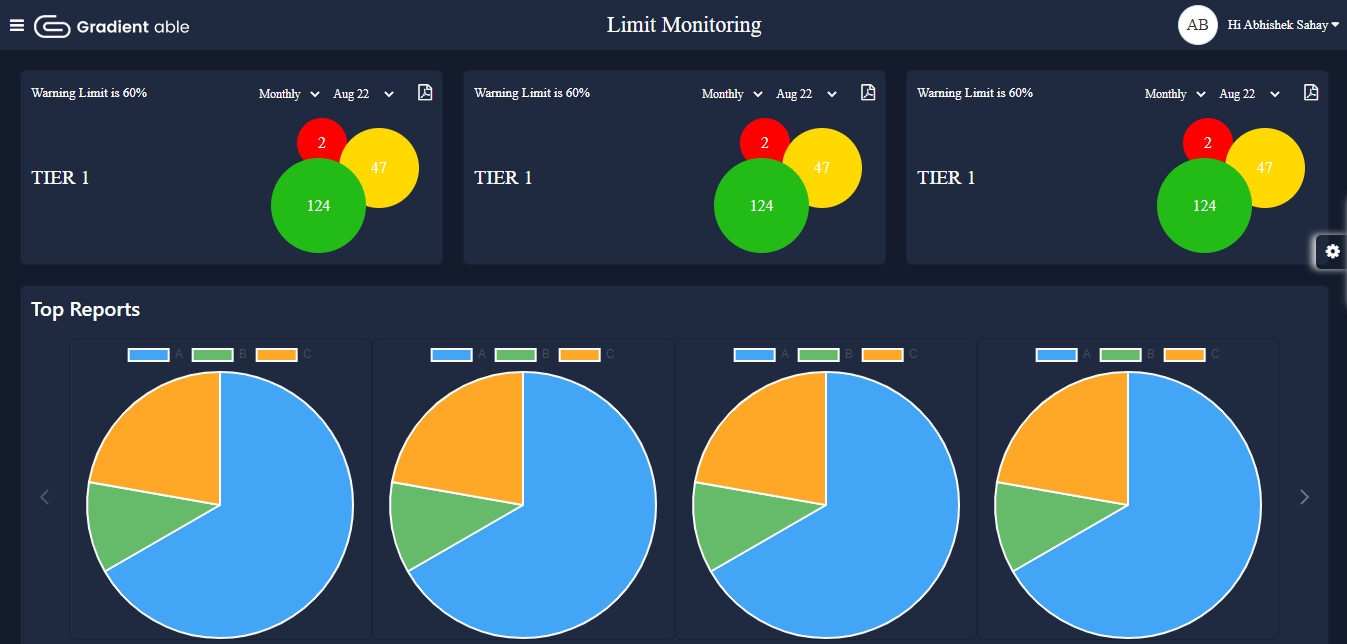 Gradient able
Limit Monitoring
AB
Hi Abhishek Sahay
Warning Limit is 60%
Monthly
Aug 22
2
47
TIER 1
124
Warning Limit is 60%
Monthly
Aug 22
2
47
TIER 1
124
Warning Limit is 60%
Monthly
Aug 22
2
47
TIER 1
124
Top Reports
A B C
A B C
A B C
A B C